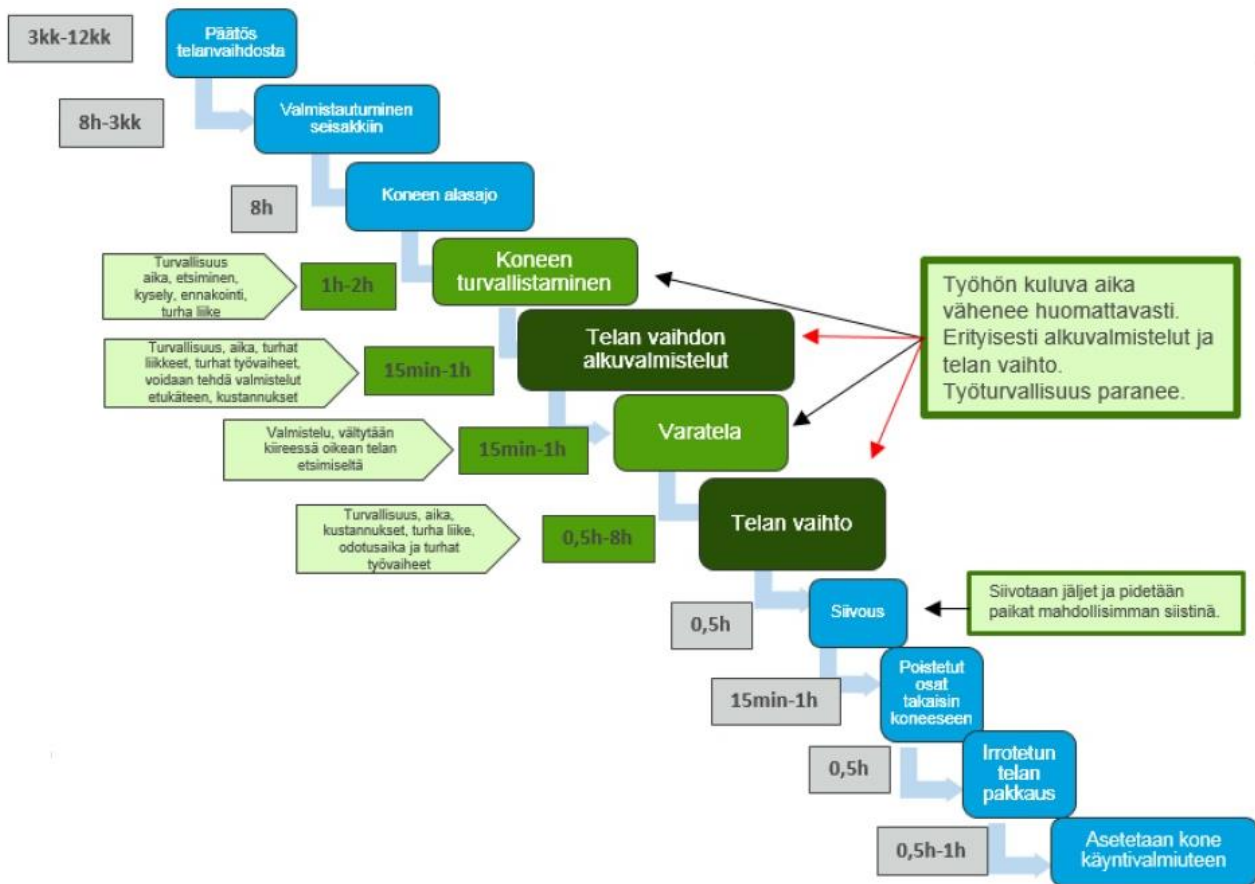 3kk-12kk
Päätös
telanvaihdosta
8h-3kk
Valmistautuminen
seisakkiin
8h
Koneen alasajo
Turvallisuus
aika, etsiminen,
kysely, ennakointi,
turha liike
1h-2h
Koneen
turvallistaminen
Työhön kuluva aika
vähenee huomattavasti.
Erityisesti alkuvalmistelut ja
telan vaihto.
Työturvallisuus paranee.
Turvallisuus, aika, turhat
liikkeet, turhat työvaiheet,
voidaan tehdä valmistelut
etukäteen, kustannukset
15min-1h
Telan vaihdon
alkuvalmistelut
Valmistelu, vältytään
kiireessä oikean telan
etsimiseltä
15min-1h
Varatela
Turvallisuus, aika,
kustannukset, turha liike,
odotusaika ja turhat
työvaiheet
0,5h-8h
Telan vaihto
0,5h
Siivous
Siivotaan jäljet ja pidetään
paikat mahdollisimman siistinä.
15min-1h
Poistetut
osat
takaisin
koneeseen
0,5h
Irrotetun
telan
pakkaus
0,5h-1h
Asetetaan kone
käyntivalmiuteen